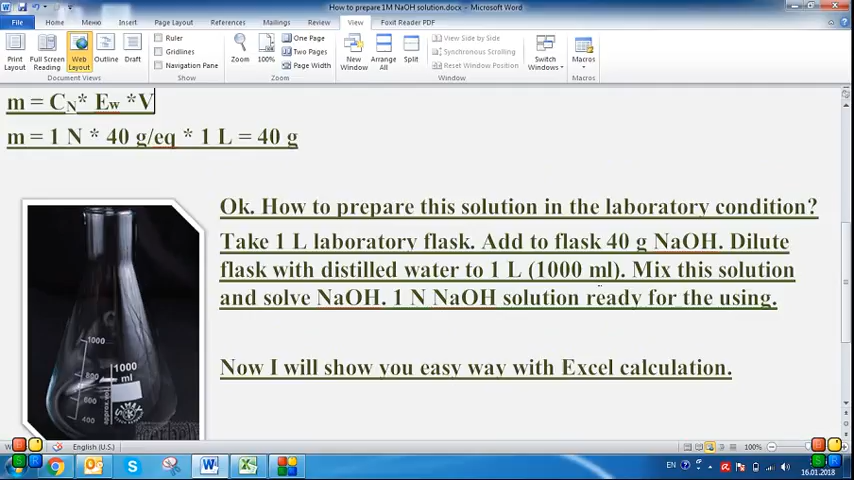 How to prepare 1M NaOH solution.docx - Microsoft Word
File Home Меню Insert Page Layout References Mailings Review View Foxit Reader PDF
Print Layout
Full Screen Reading
Web Layout
Outline
Draft
Document Views
Ruler
Gridlines
Navigation Pane
Show
Zoom
100%
One Page
Two Pages
Page Width
Zoom
New Window
Arrange All
Split
View Side by Side
Synchronous Scrolling
Reset Window Position
Window
Switch Windows
Macros
Macros
m = CN* Ew *V
m = 1 N * 40 g/eq * 1 L = 40 g
Ok. How to prepare this solution in the laboratory condition?
Take 1 L laboratory flask. Add to flask 40 g NaOH. Dilute
flask with distilled water to 1 L (1000 ml). Mix this solution
and solve NaOH. 1 N NaOH solution ready for the using.
Now I will show you easy way with Excel calculation.
1000
1000
ml
800
600
400
approx.vol.
English (U.S.)
100%
EN
16.01.2018